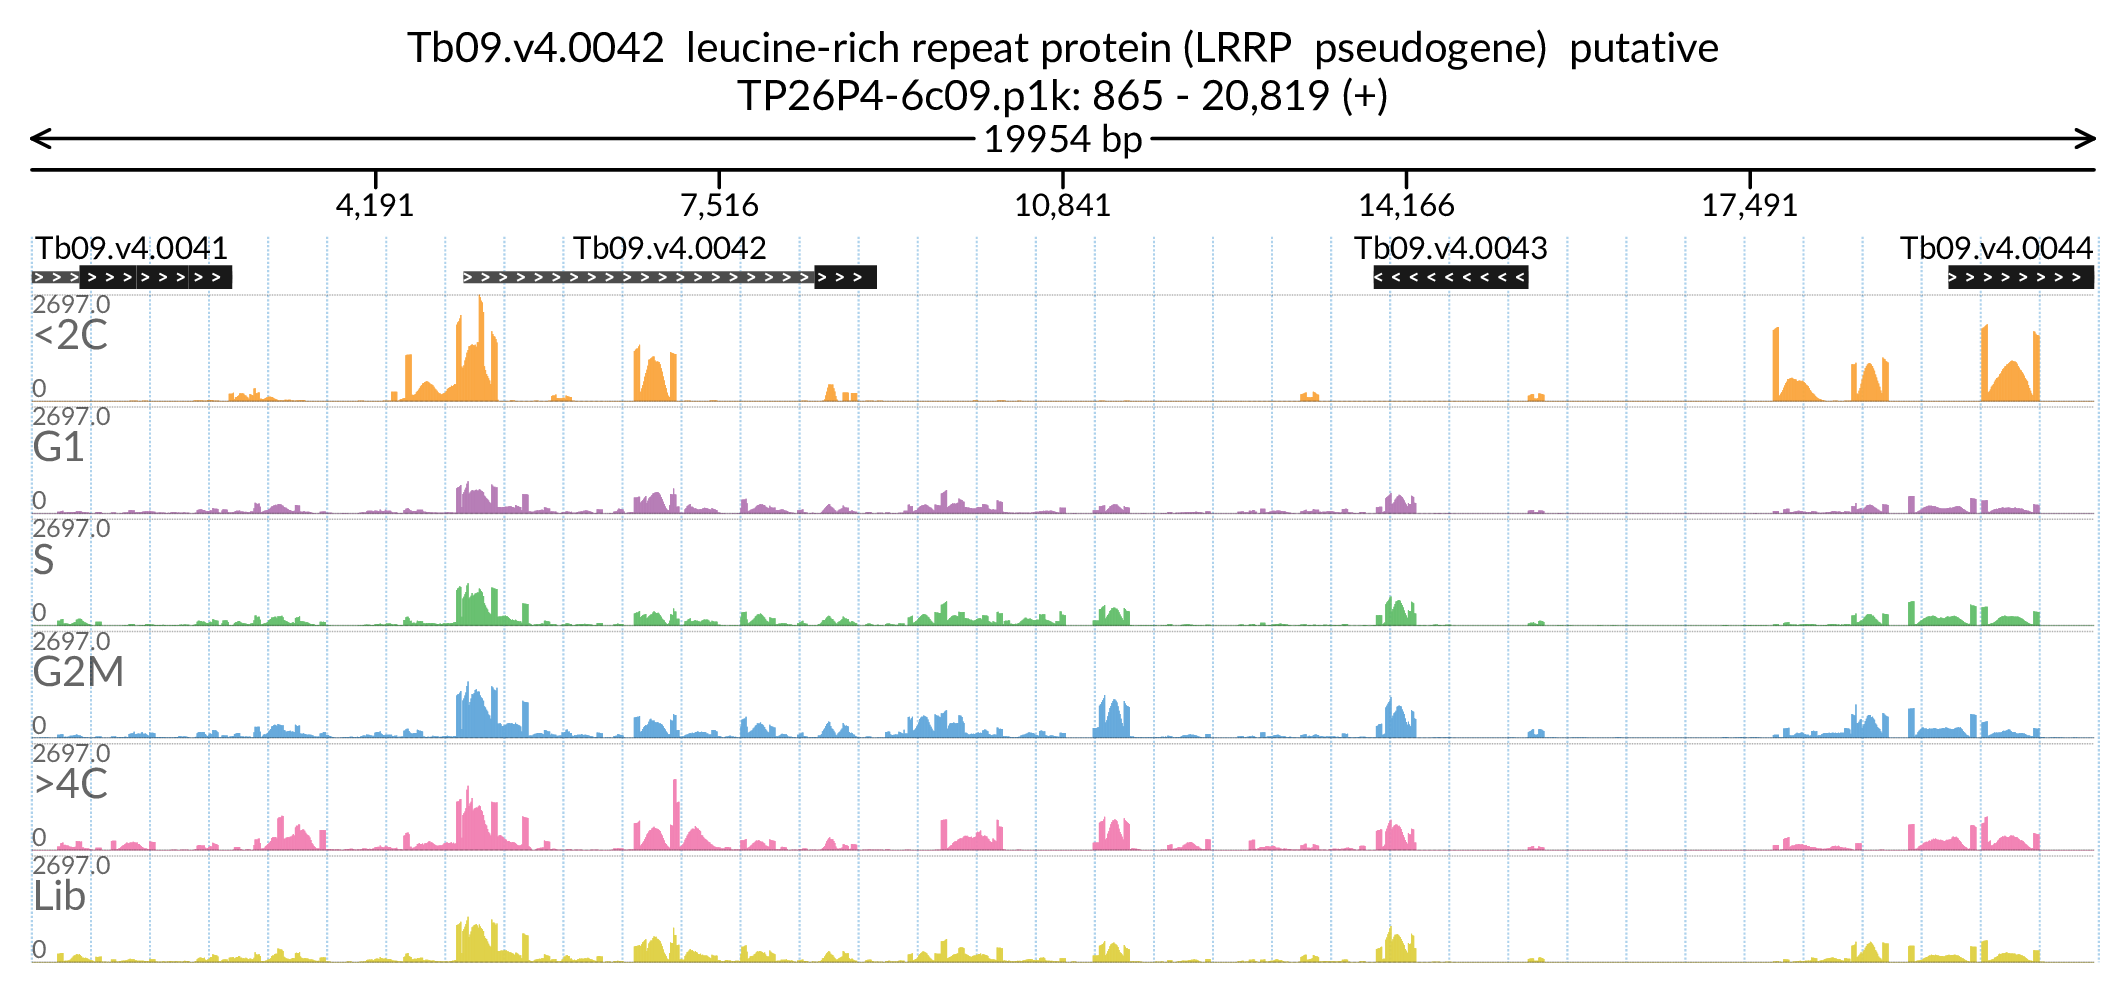 Tb09.v4.0042 leucine-rich repeat protein (LRRP pseudogene) putative
TP26P4-6c09.p1k: 865 - 20,819 (+)
19954 bp
4,191 7,516 10,841 14,166 17,491
Tb09.v4.0041 Tb09.v4.0042 Tb09.v4.0043 Tb09.v4.0044
2697.0
<2C
0
2697.0
G1
0
2697.0
S
0
2697.0
G2M
0
2697.0
>4C
0
2697.0
Lib
0